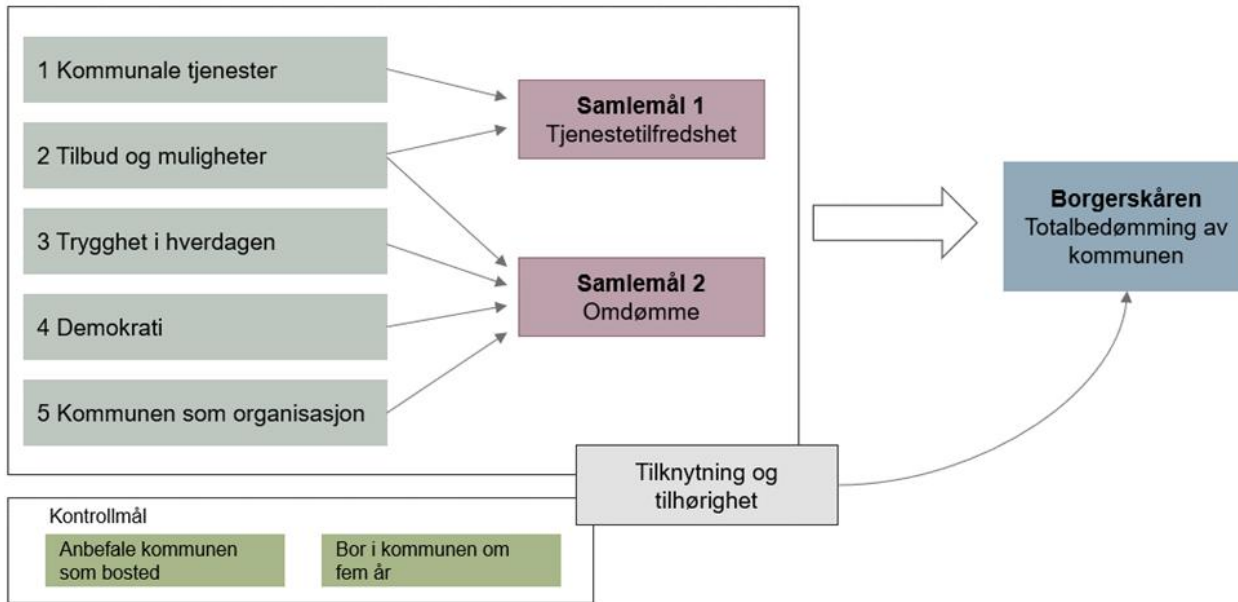 1 Kommunale tjenester
2 Tilbud og muligheter
3 Trygghet i hverdagen
4 Demokrati
5 Kommunen som organisasjon
Samlemål 1
Tjenestetilfredshet
Samlemål 2
Omdømme
Borgerskåren
Totalbedømming av
kommunen
Tilknytning og
tilhørighet
Kontrollmål
Anbefale kommunen
som bosted
Bor i kommunen om
fem år